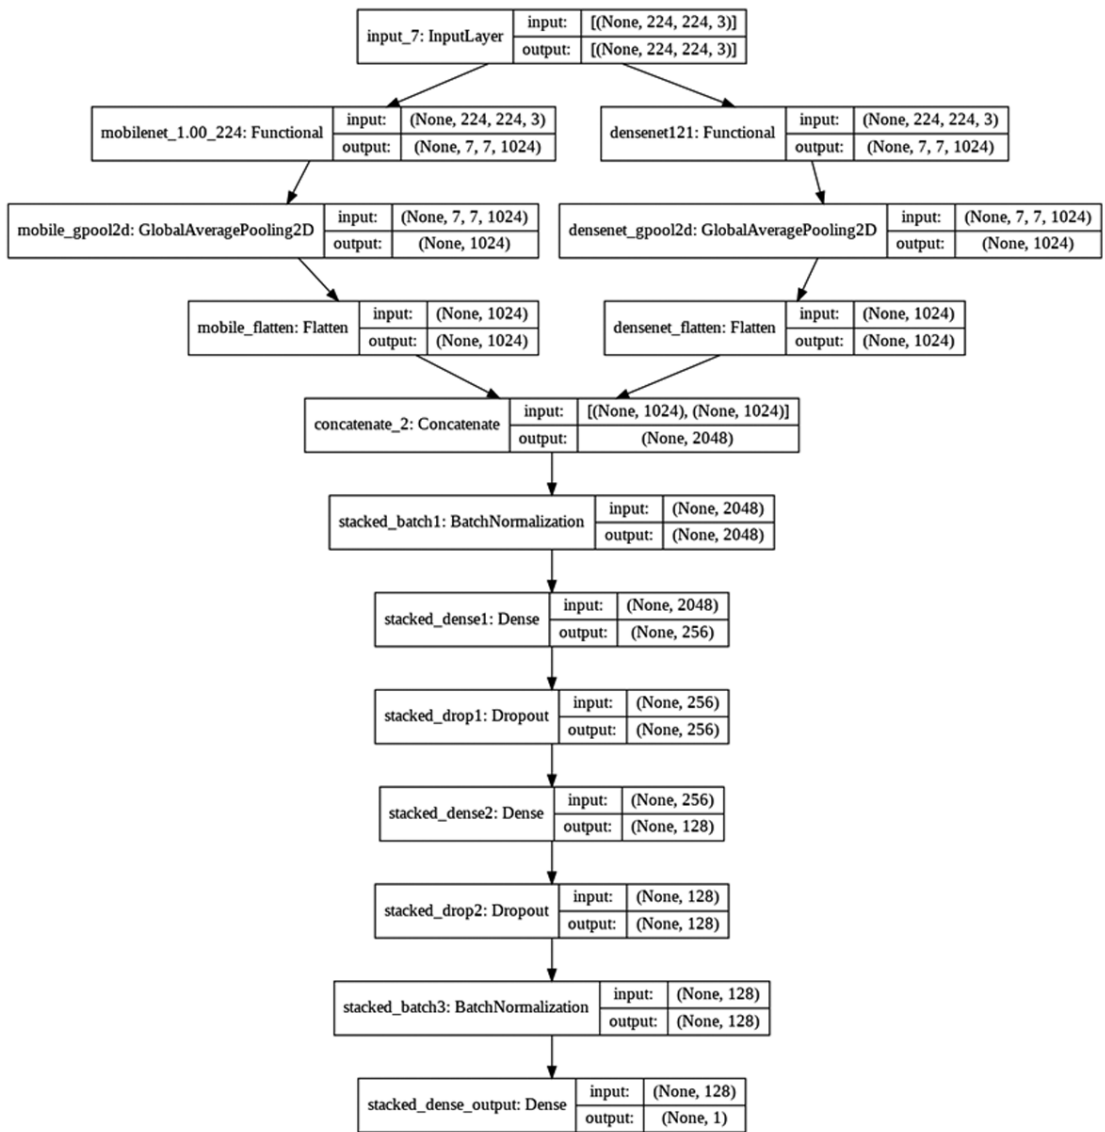 input_7: InputLayer
input: [(None, 224, 224, 3)]
output: [(None, 224, 224, 3)]
mobilenet_1.00_224: Functional
input: (None, 224, 224, 3)
output: (None, 7, 7, 1024)
densenet121: Functional
input: (None, 224, 224, 3)
output: (None, 7, 7, 1024)
mobile_gpool2d: GlobalAveragePooling2D
input: (None, 7, 7, 1024)
output: (None, 1024)
densenet_gpool2d: GlobalAveragePooling2D
input: (None, 7, 7, 1024)
output: (None, 1024)
mobile_flatten: Flatten
input: (None, 1024)
output: (None, 1024)
densenet_flatten: Flatten
input: (None, 1024)
output: (None, 1024)
concatenate_2: Concatenate
input: [(None, 1024), (None, 1024)]
output: (None, 2048)
stacked_batch1: BatchNormalization
input: (None, 2048)
output: (None, 2048)
stacked_dense1: Dense
input: (None, 2048)
output: (None, 256)
stacked_drop1: Dropout
input: (None, 256)
output: (None, 256)
stacked_dense2: Dense
input: (None, 256)
output: (None, 128)
stacked_drop2: Dropout
input: (None, 128)
output: (None, 128)
stacked_batch3: BatchNormalization
input: (None, 128)
output: (None, 128)
stacked_dense_output: Dense
input: (None, 128)
output: (None, 1)